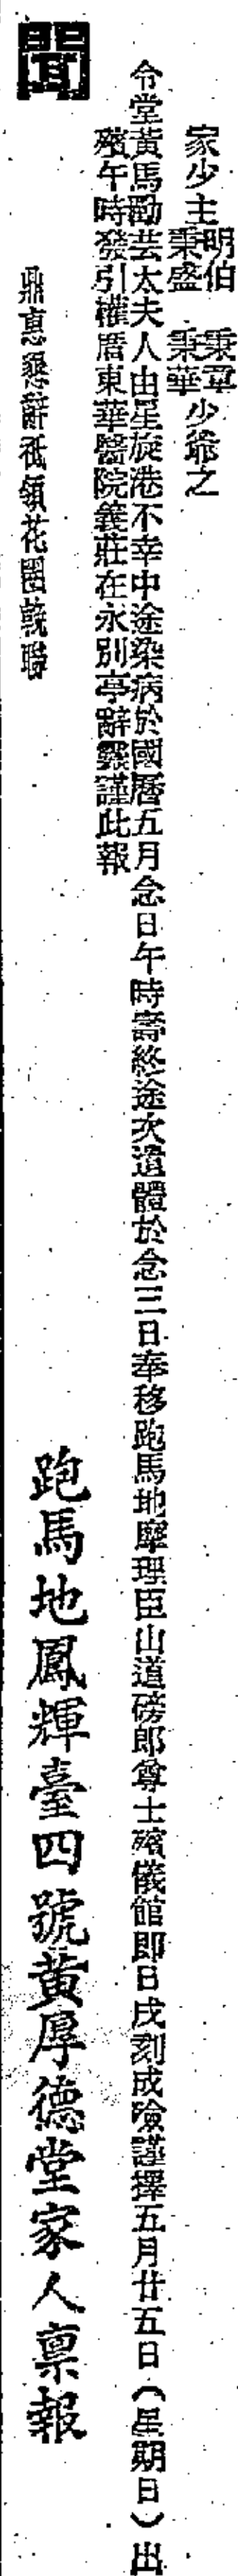 家少主明伯 秉章
秉盛 秉華少爺之
令堂黃馬勵芸太夫人由星旋港不幸中途染病於國曆五月念日午時壽終途次遺體於念三日奉移跑馬地摩理臣山道磅郎尊士殯儀館即日戌刻成險謹擇五月廿五日（星期日）出
殯午時發引權厝東華醫院義莊在永別亭辭靈謹此報
聞
鼎惠懇辭祗領花圈輓聯
跑馬地鳳輝臺四號黃厚德堂家人稟報